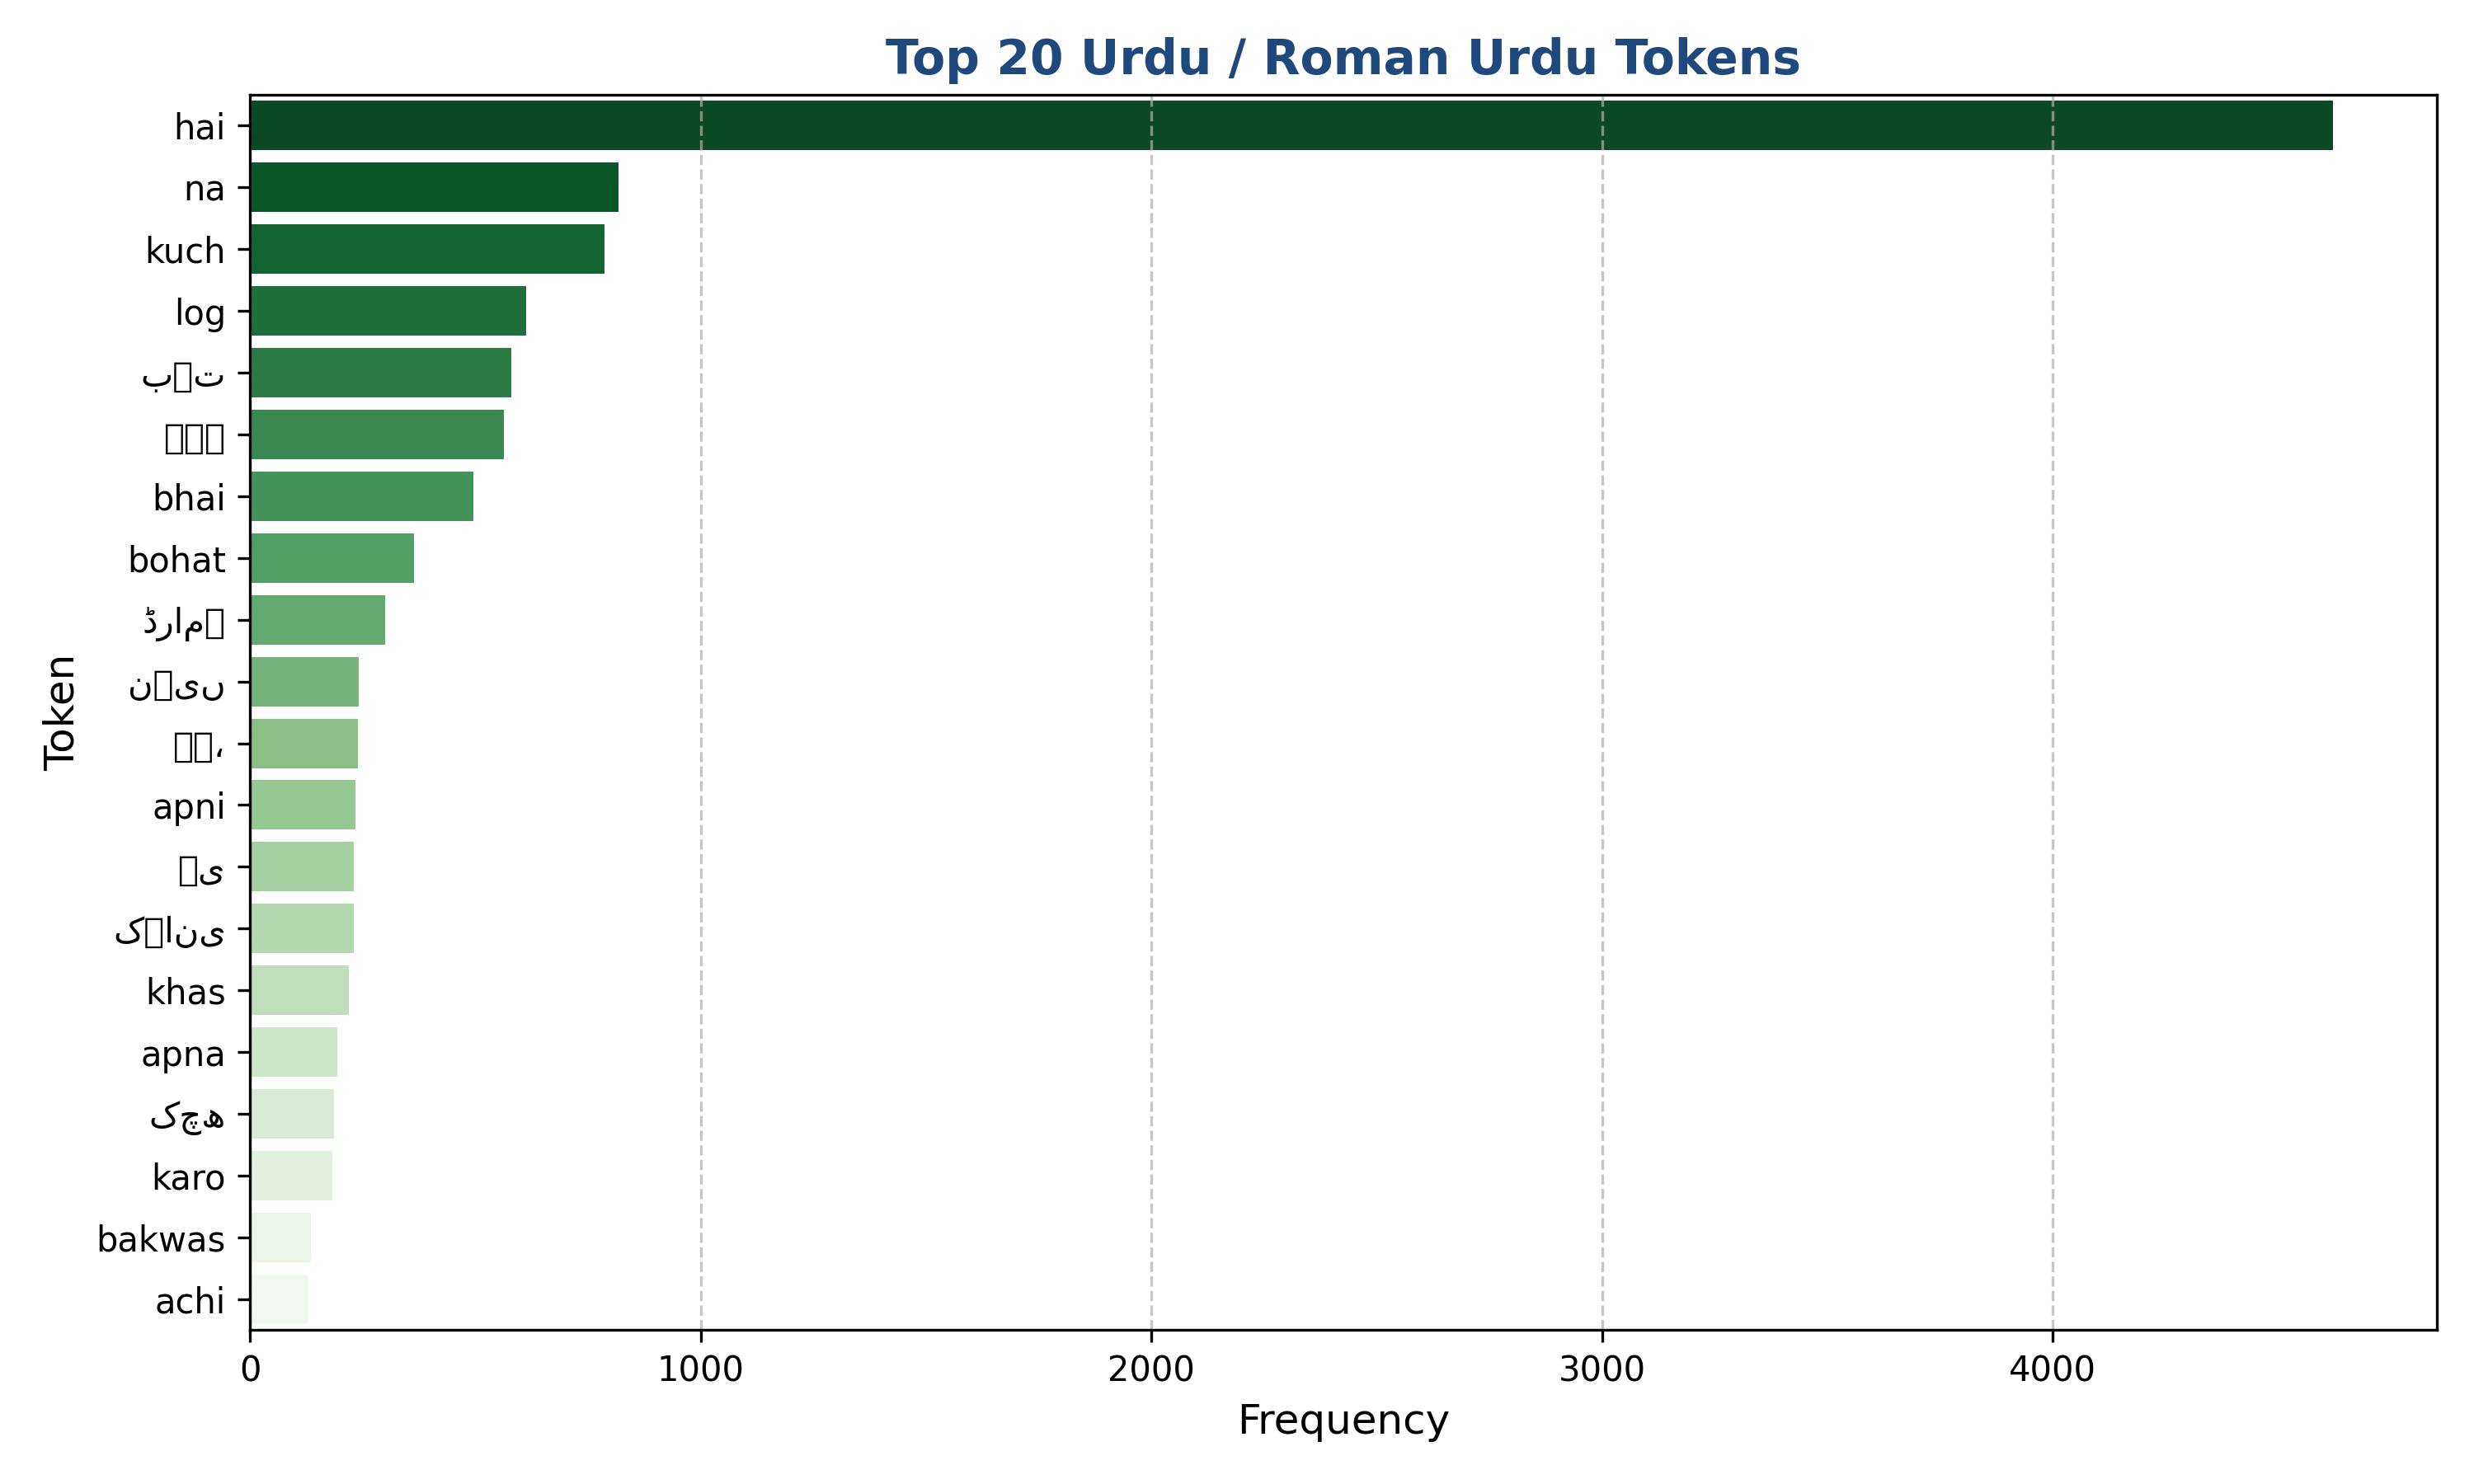 Top 20 Urdu / Roman Urdu Tokens
Token
hai
na
kuch
log
bhai
bohat
apni
khas
apna
کچھ
karo
bakwas
achi
0 1000 2000 3000 4000
Frequency